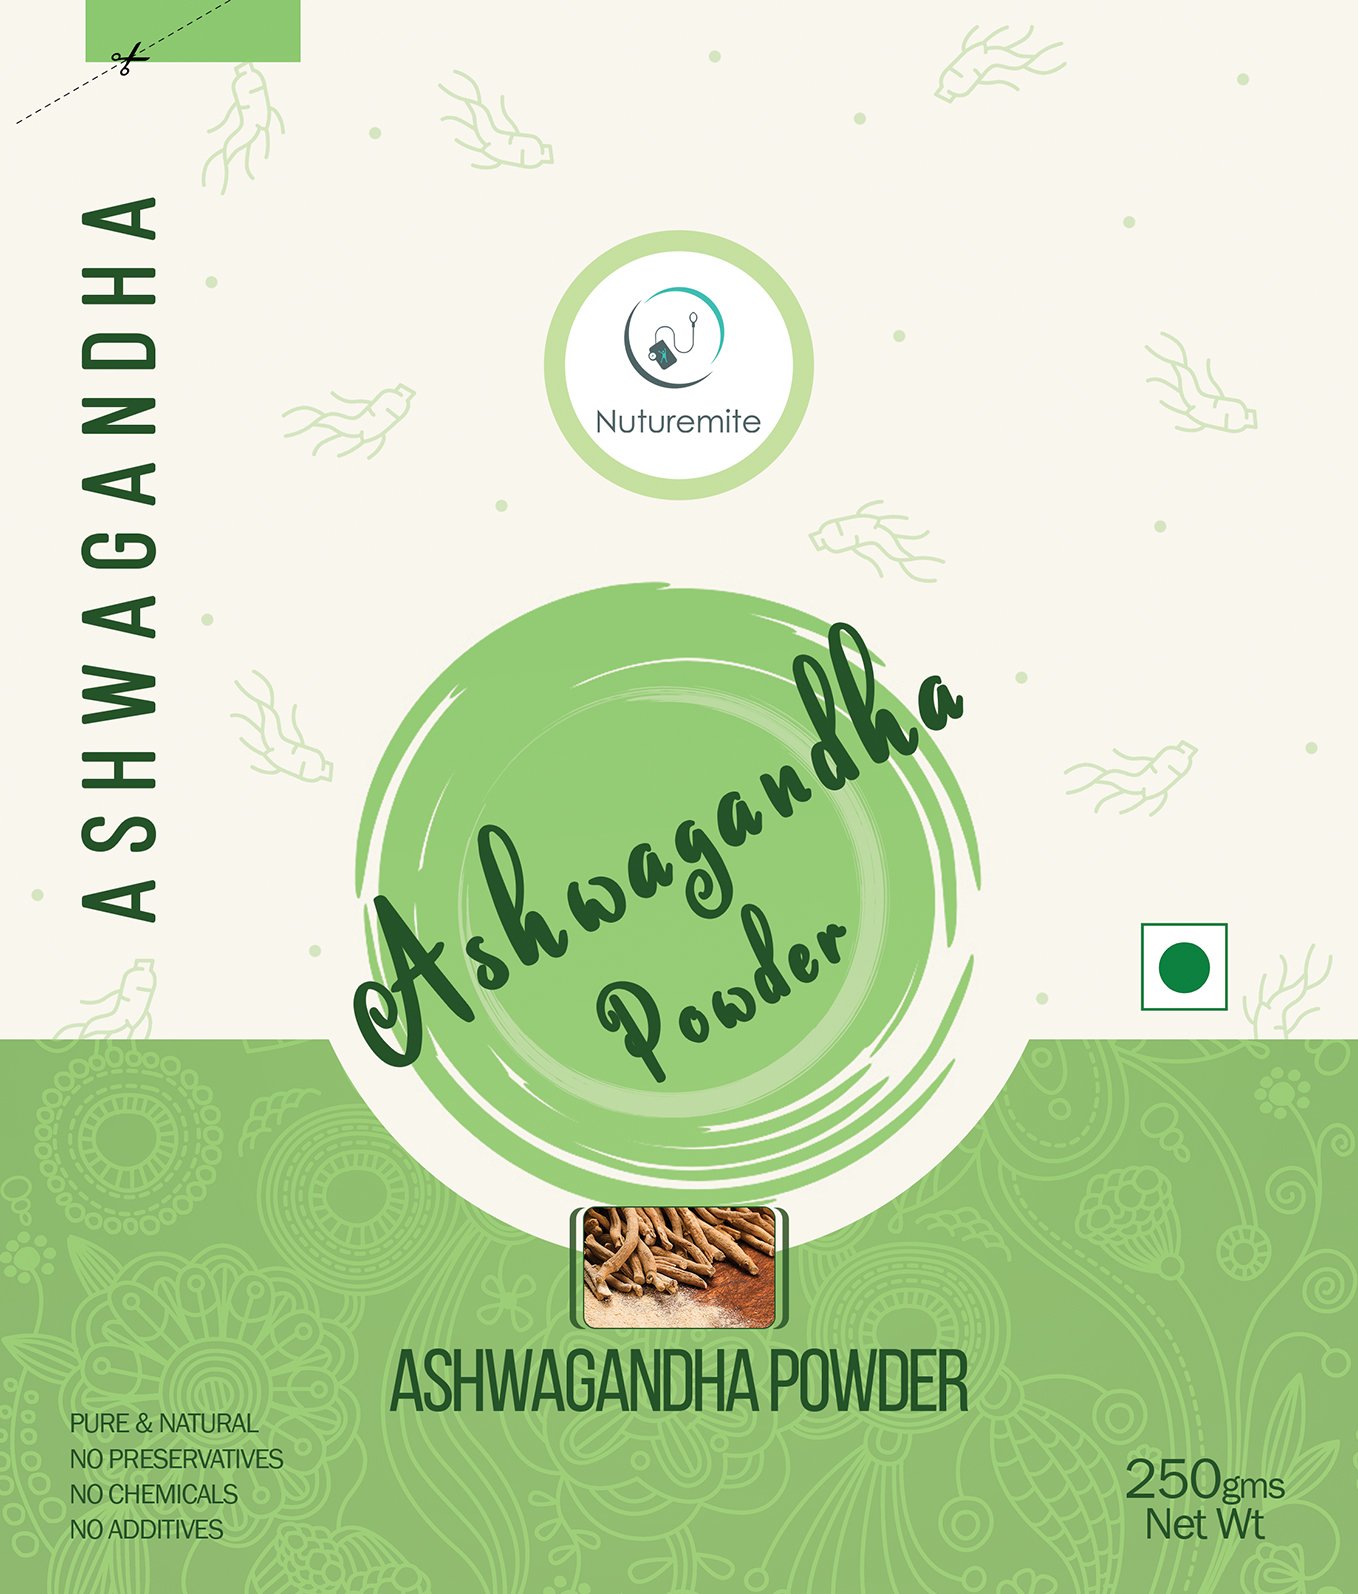 ASHWAGANDHA
Nuturemite
Ashwagandha
Powder
ASHWAGANDHA POWDER
PURE & NATURAL
NO PRESERVATIVES
NO CHEMICALS
NO ADDITIVES
250gms
Net Wt